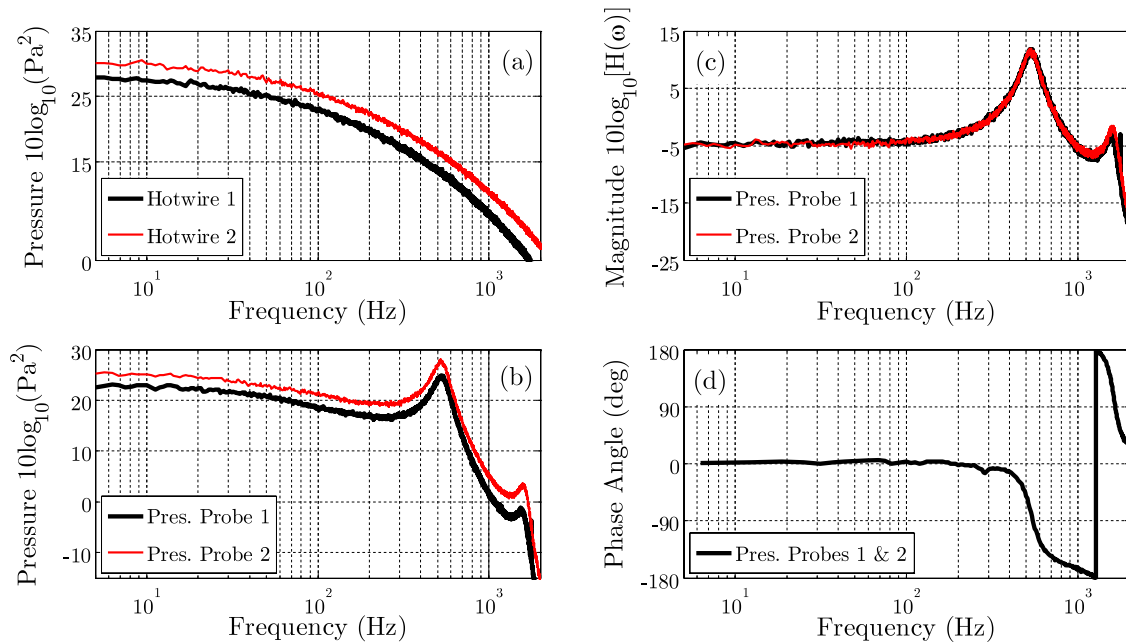 35
25
15
0
Pressure 10log10(Pa2)
(a)
Hotwire 1
Hotwire 2
10^1
10^2
10^3
Frequency (Hz)
15
5
-5
-15
-25
Magnitude 10log10[H(ω)]
(c)
Pres. Probe 1
Pres. Probe 2
10^1
10^2
10^3
Frequency (Hz)
30
20
10
0
-10
Pressure 10log10(Pa2)
(b)
Pres. Probe 1
Pres. Probe 2
10^1
10^2
10^3
Frequency (Hz)
180
90
0
-90
-180
Phase Angle (deg)
(d)
Pres. Probes 1 & 2
10^1
10^2
10^3
Frequency (Hz)